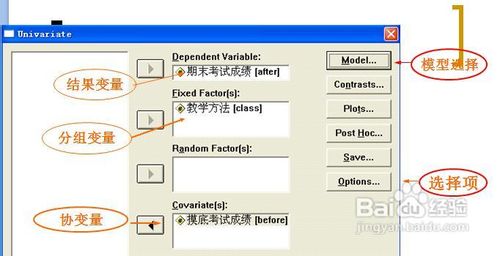 Univariate
Dependent Variable:
期末考试成绩 [after]
Fixed Factor(s):
教学方法 [class]
Random Factor(s):
Covariate(s):
摸底考试成绩 [before]
Model...
Contrasts...
Plots...
Post Hoc...
Save...
Options...
结果变量
分组变量
协变量
模型选择
选择项
Baidu经验
jingyan.baidu.com